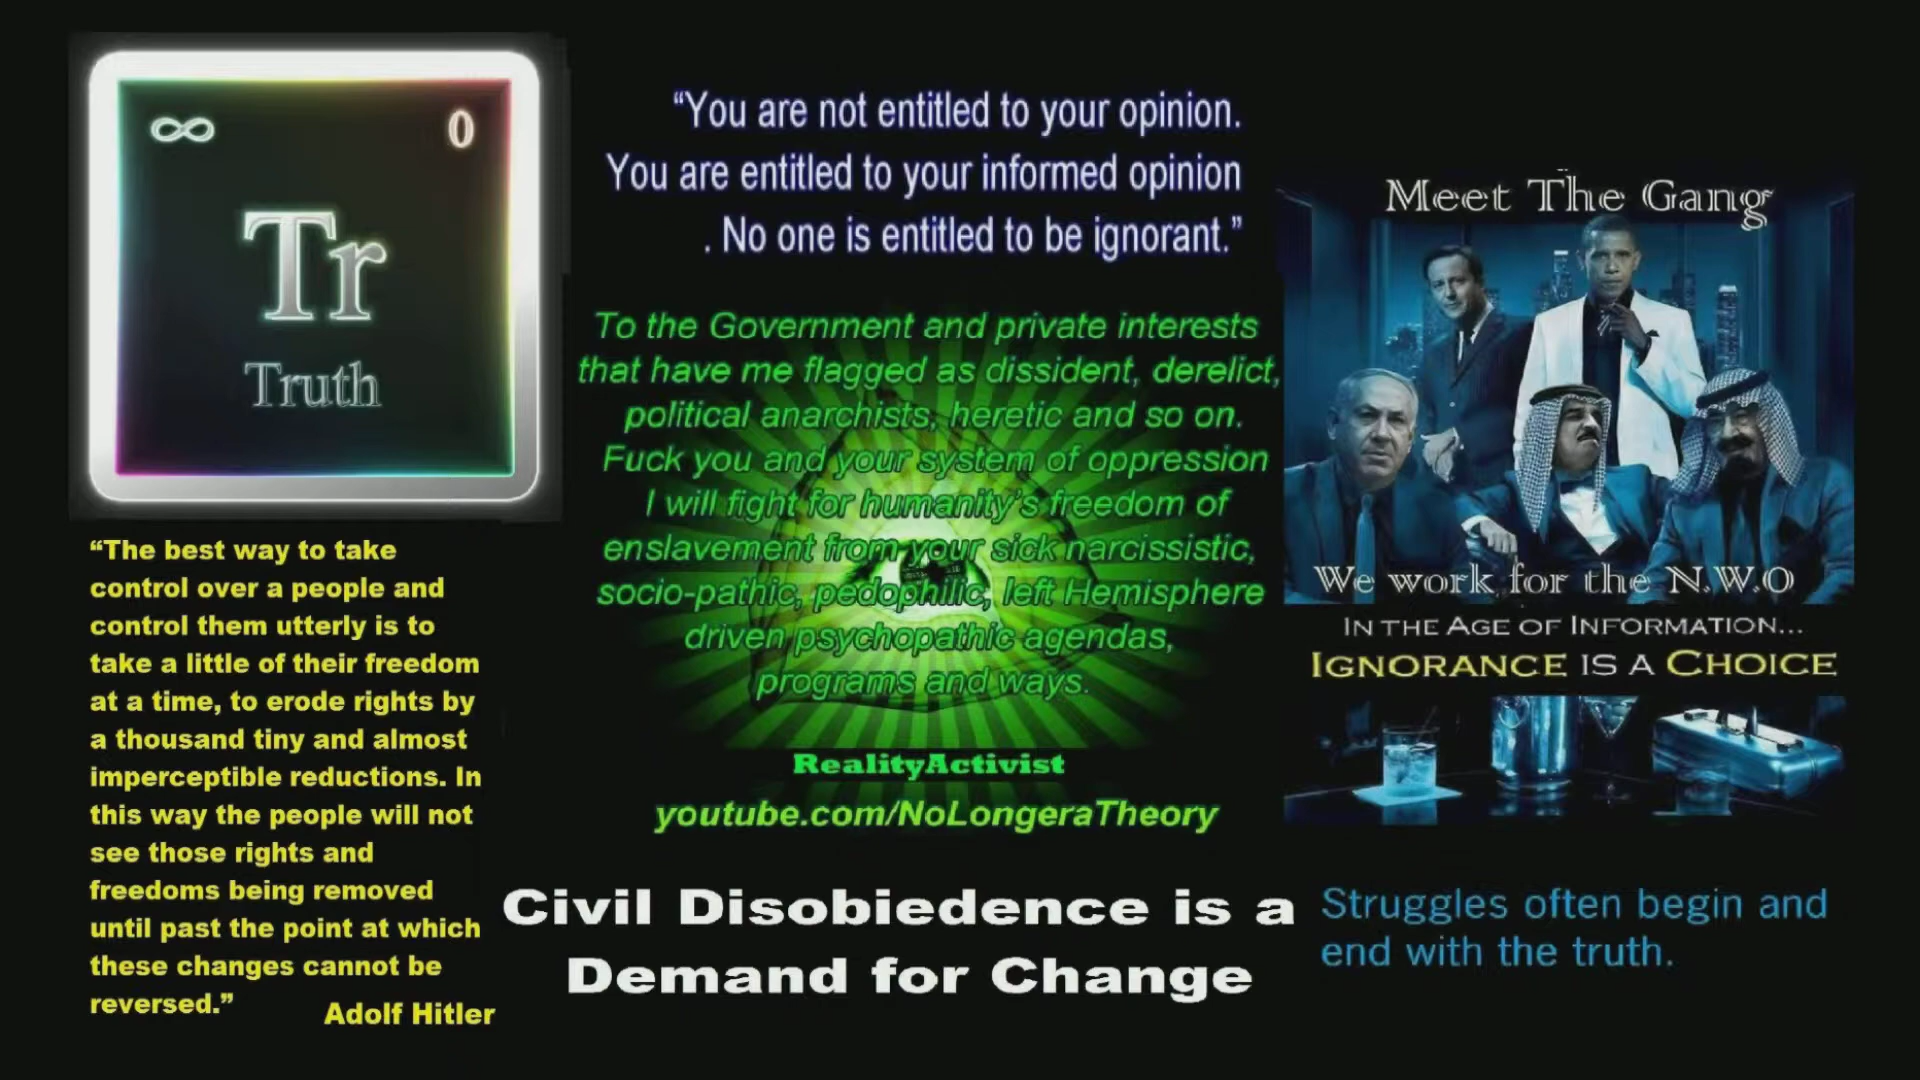 ∞ 0
Tr
Truth
“The best way to take
control over a people and
control them utterly is to
take a little of their freedom
at a time, to erode rights by
a thousand tiny and almost
imperceptible reductions. In
this way the people will not
see those rights and
freedoms being removed
until past the point at which
these changes cannot be
reversed.”
Adolf Hitler
“You are not entitled to your opinion.
You are entitled to your informed opinion
. No one is entitled to be ignorant.”
To the Government and private interests
that have me flagged as dissident, derelict,
political anarchists, heretic and so on.
Fuck you and your system of oppression
I will fight for humanity’s freedom of
enslavement from your sick narcissistic,
socio-pathic, pedophilic, left Hemisphere
driven psychopathic agendas,
programs and ways.
RealityActivist
youtube.com/NoLongeraTheory
Civil Disobiedence is a
Demand for Change
Meet The Gang
We work for the N.W.O
In the Age of Information...
Ignorance is a Choice
Struggles often begin and
end with the truth.